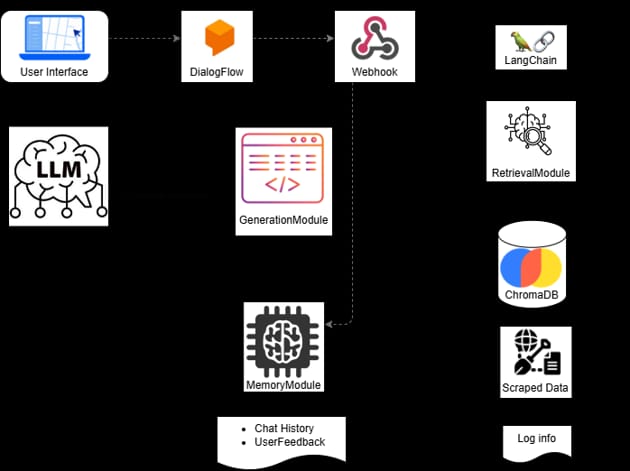 User Interface
DialogFlow
Webhook
LangChain
LLM
</>
GenerationModule
RetrievalModule
ChromaDB
MemoryModule
Scraped Data
• Chat History
• UserFeedback
Log info